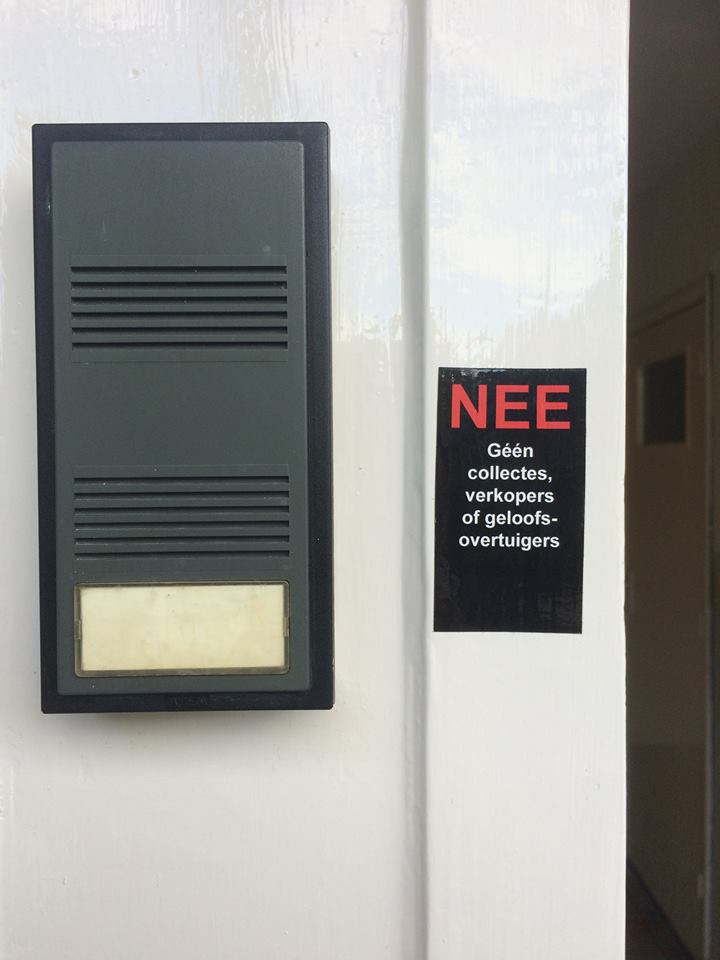 NEE
Géén
collectes,
verkopers
of geloofs-
overtuigers